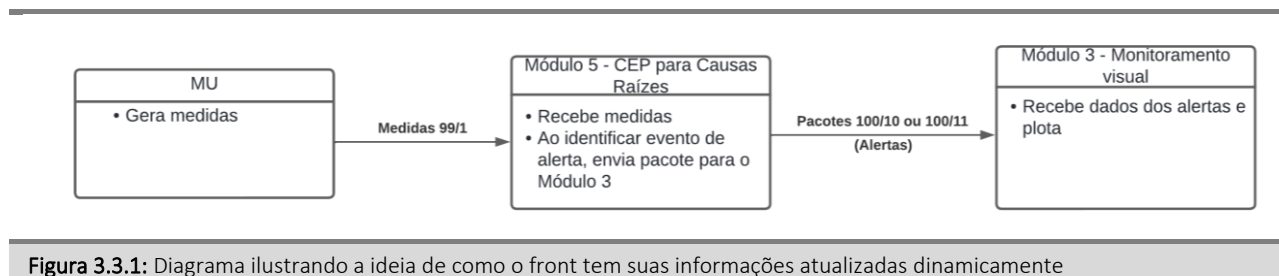 MU
• Gera medidas
Medidas 99/1
Módulo 5 - CEP para Causas
Raízes
• Recebe medidas
• Ao identificar evento de
alerta, envia pacote para o
Módulo 3
Pacotes 100/10 ou 100/11
(Alertas)
Módulo 3 - Monitoramento
visual
• Recebe dados dos alertas e
plota
Figura 3.3.1: Diagrama ilustrando a ideia de como o front tem suas informações atualizadas dinamicamente